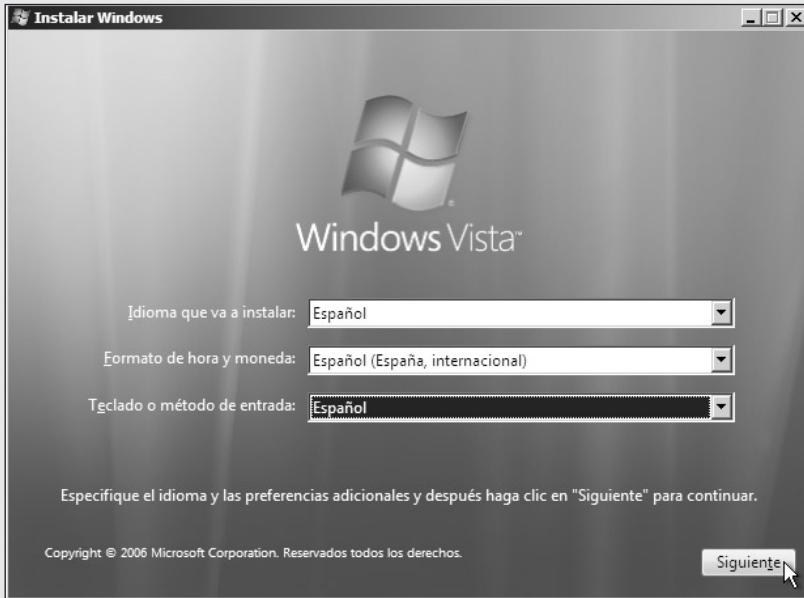 Instalar Windows
Windows Vista™
Idioma que va a instalar: Español
Formato de hora y moneda: Español (España, internacional)
Teclado o método de entrada: Español
Especifique el idioma y las preferencias adicionales y después haga clic en "Siguiente" para continuar.
Copyright © 2006 Microsoft Corporation. Reservados todos los derechos.
Siguiente